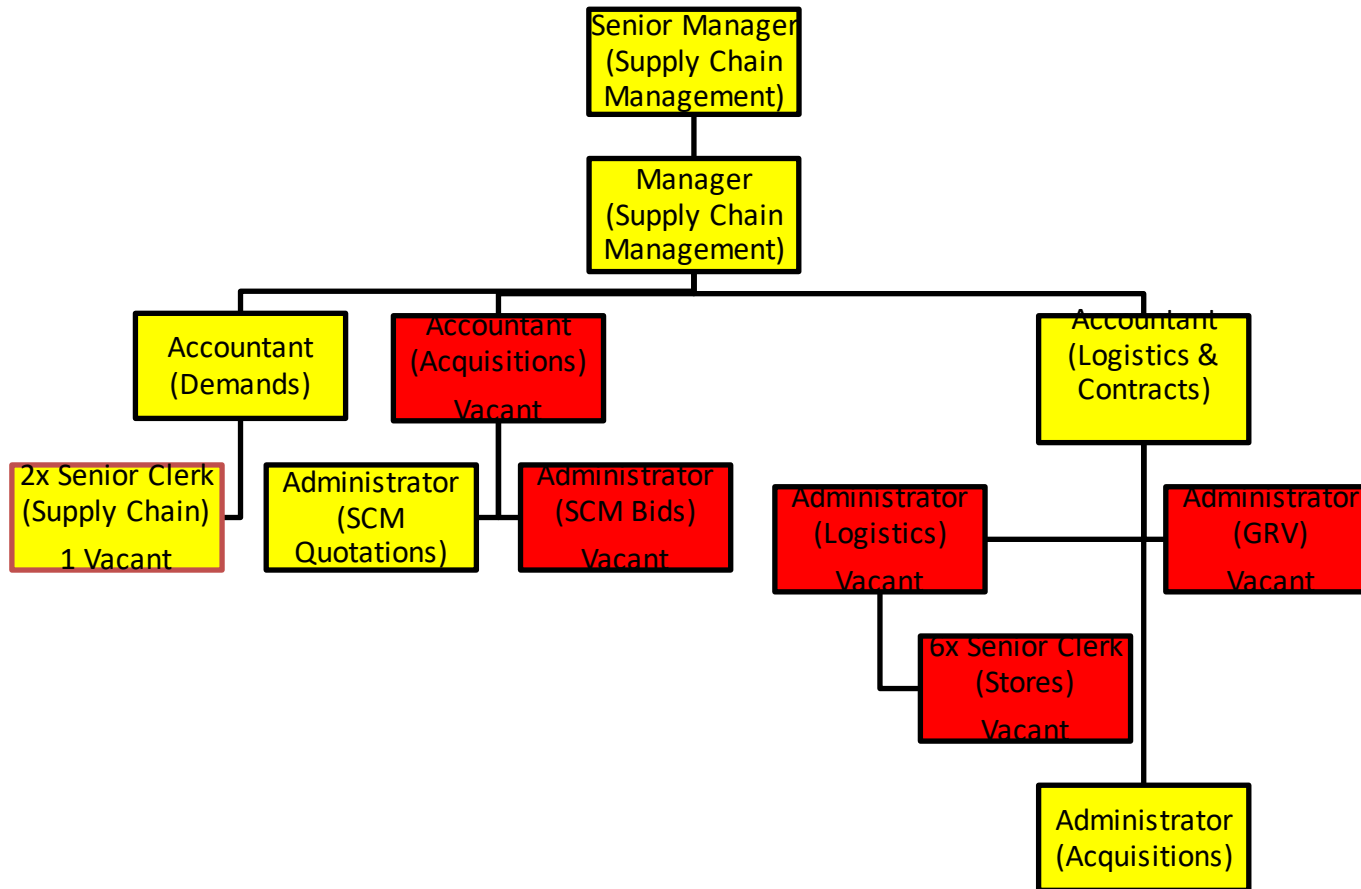 Senior Manager
(Supply Chain
Management)
Manager
(Supply Chain
Management)
Accountant
(Demands)
Accountant
(Acquisitions)
Vacant
Accountant
(Logistics &
Contracts)
2x Senior Clerk
(Supply Chain)
1 Vacant
Administrator
(SCM
Quotations)
Administrator
(SCM Bids)
Vacant
Administrator
(Logistics)
Vacant
Administrator
(GRV)
Vacant
6x Senior Clerk
(Stores)
Vacant
Administrator
(Acquisitions)